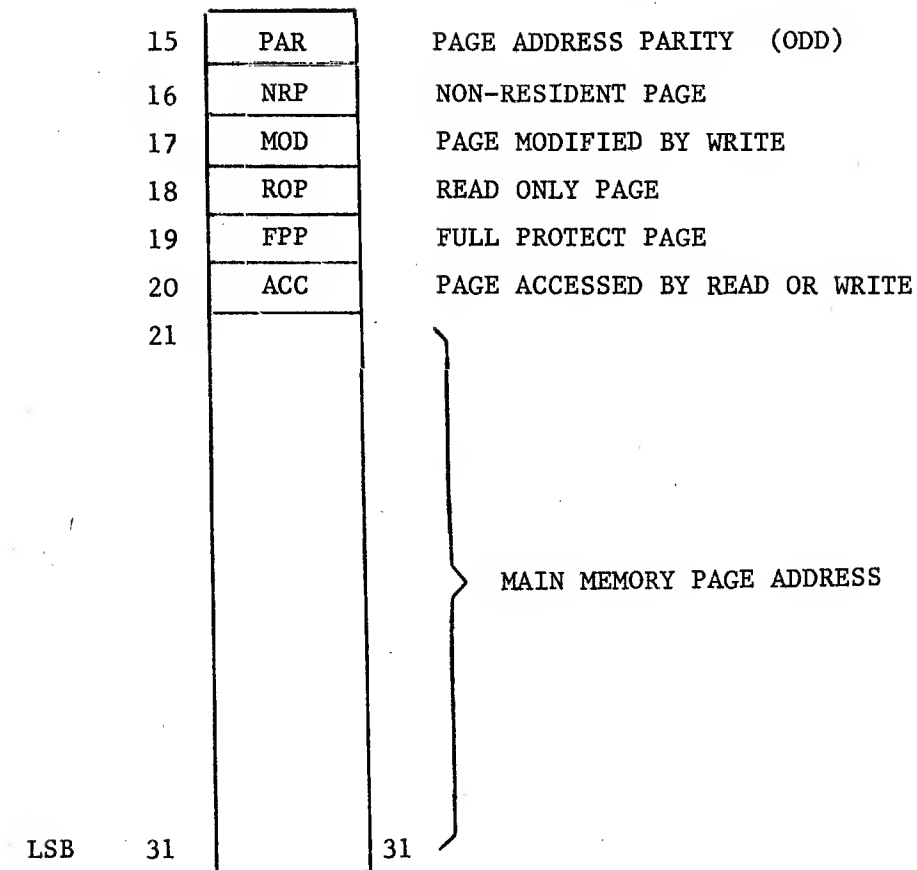 15 PAR PAGE ADDRESS PARITY (ODD)
16 NRP NON-RESIDENT PAGE
17 MOD PAGE MODIFIED BY WRITE
18 ROP READ ONLY PAGE
19 FPP FULL PROTECT PAGE
20 ACC PAGE ACCESSED BY READ OR WRITE
21
MAIN MEMORY PAGE ADDRESS
LSB 31 31